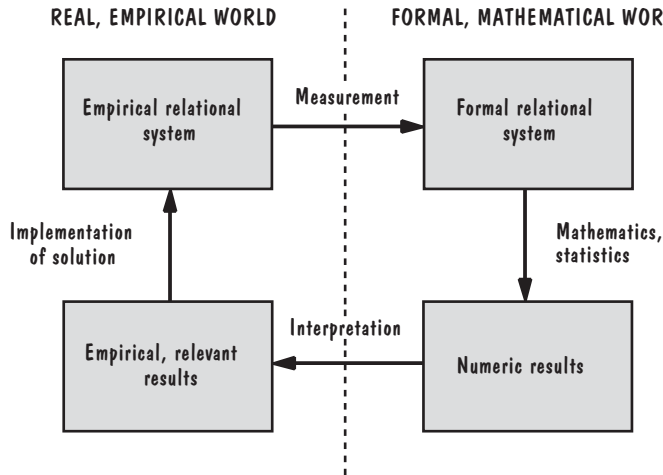 REAL, EMPIRICAL WORLD
FORMAL, MATHEMATICAL WOR
Empirical relational
system
Measurement
Formal relational
system
Implementation
of solution
Mathematics,
statistics
Empirical, relevant
results
Interpretation
Numeric results